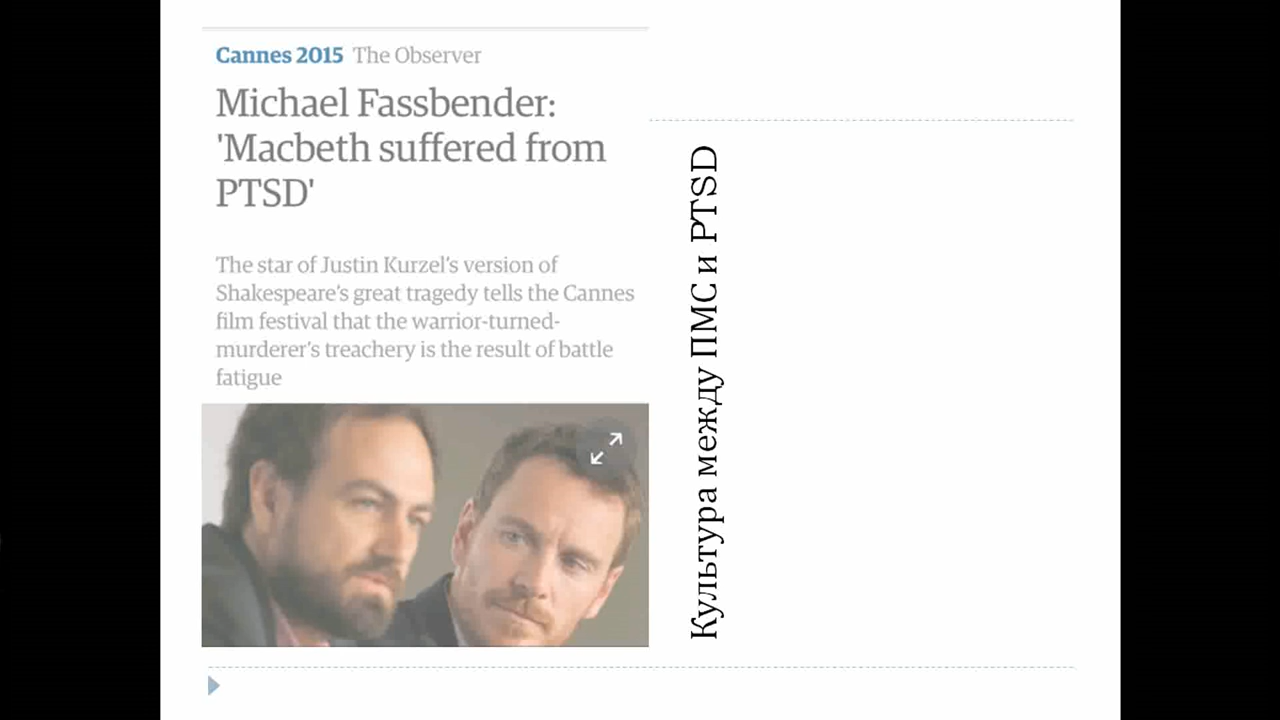 Cannes 2015 The Observer
Michael Fassbender:
'Macbeth suffered from
PTSD'
The star of Justin Kurzel's version of
Shakespeare's great tragedy tells the Cannes
film festival that the warrior-turned-
murderer's treachery is the result of battle
fatigue
Культура между ПМС и PTSD